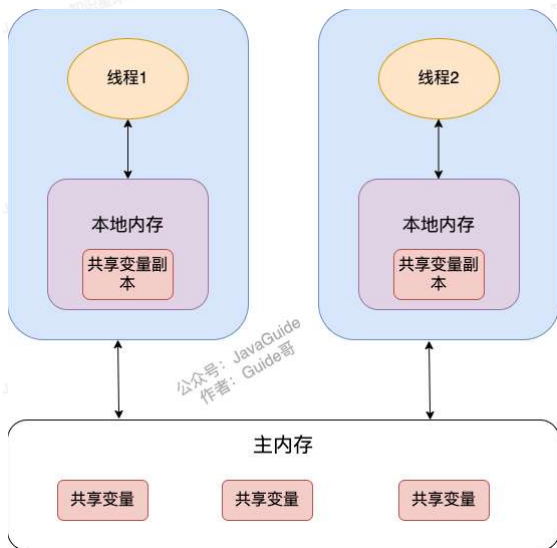 线程1
线程2
本地内存
本地内存
共享变量副
本
共享变量副
本
公众号：JavaGuide
作者：Guide哥
主内存
共享变量
共享变量
共享变量